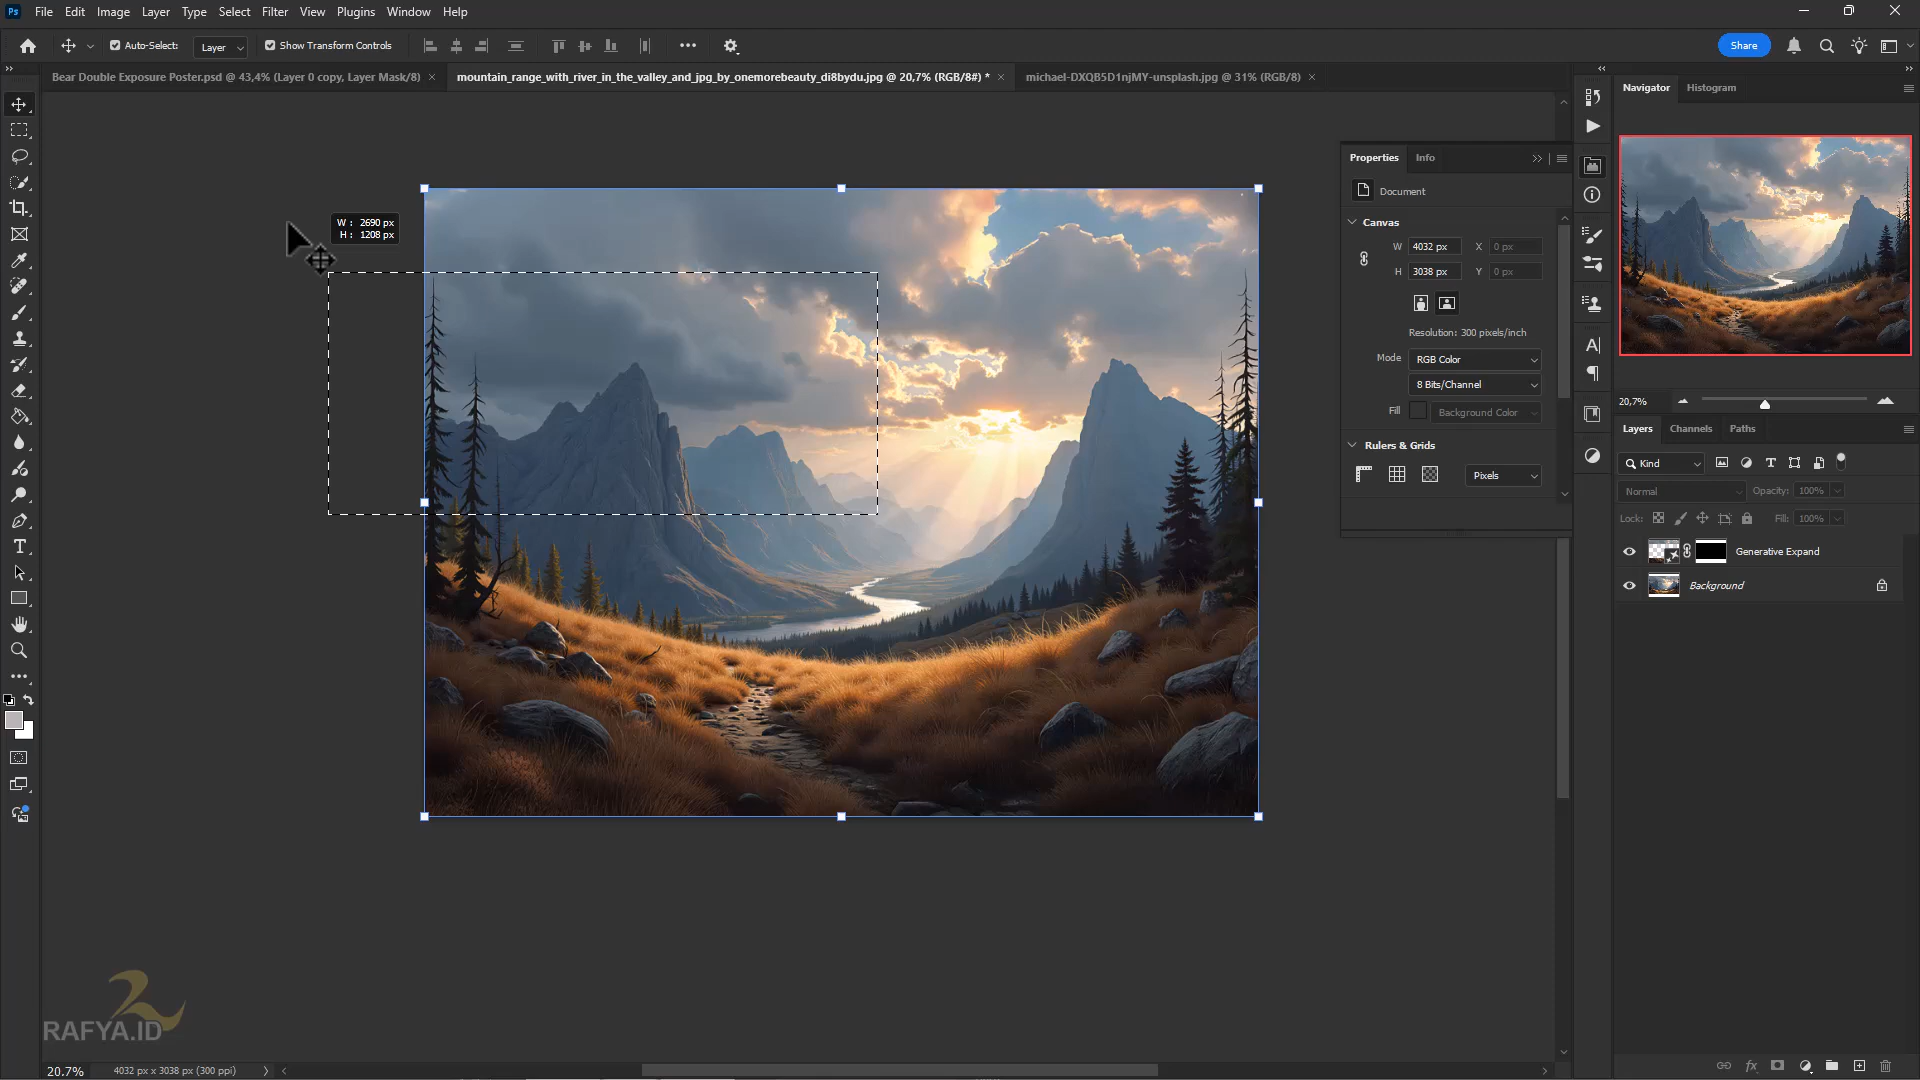 Ps File Edit Image Layer Type Select Filter View Plugins Window Help
Auto-Select: Layer Show Transform Controls Share
Bear Double Exposure Poster.psd @ 43,4% (Layer 0 copy, Layer Mask/8) × mountain_range_with_river_in_the_valley_and_jpg_by_onemorebeauty_di8bydu.jpg @ 20,7% (RGB/8#) * × michael-DXQB5D1njMY-unsplash.jpg @ 31% (RGB/8) ×
Navigator Histogram
W : 2690 px
H : 1208 px
Properties Info
Document
Canvas
W 4032 px X 0 px
H 3038 px Y 0 px
Resolution: 300 pixels/inch
Mode RGB Color
8 Bits/Channel
Fill Background Color
Rulers & Grids
Pixels
20,7%
Layers Channels Paths
Kind
Normal Opacity: 100%
Lock: Fill: 100%
Generative Expand
Background
RAFYA.ID
20,7% 4032 px x 3038 px (300 ppi)